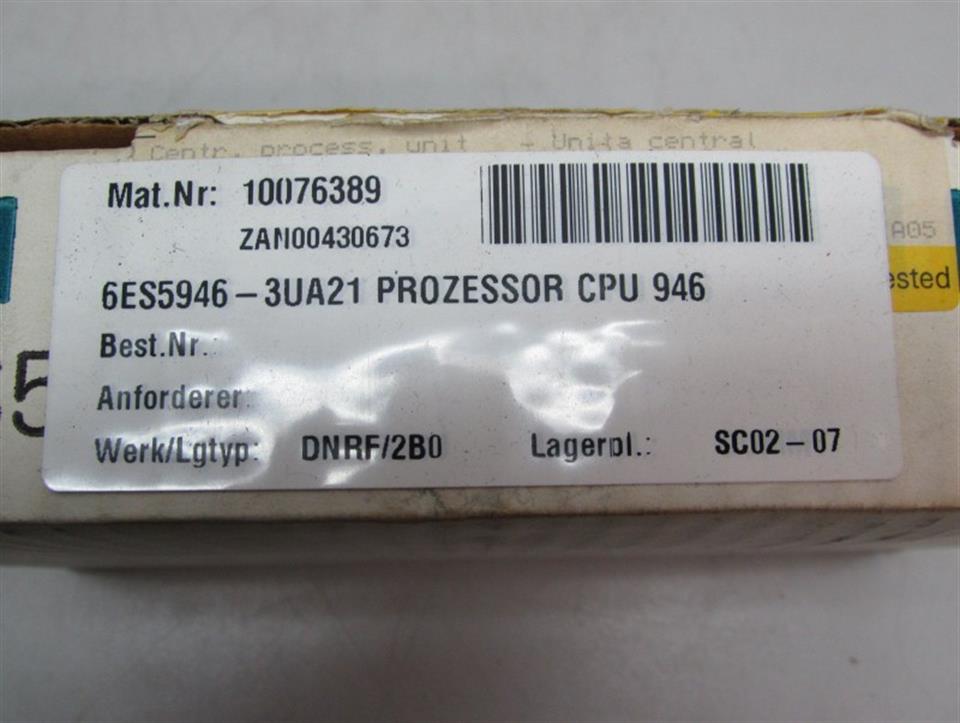 Centr. process. unit - Unita central
Mat.Nr: 10076389
ZAN00430673
A05
6ES5946-3UA21 PROZESSOR CPU 946
Best.Nr.:
Anforderer:
Werk/Lgtyp: DNRF/2B0 Lagerpl.: SC02-07